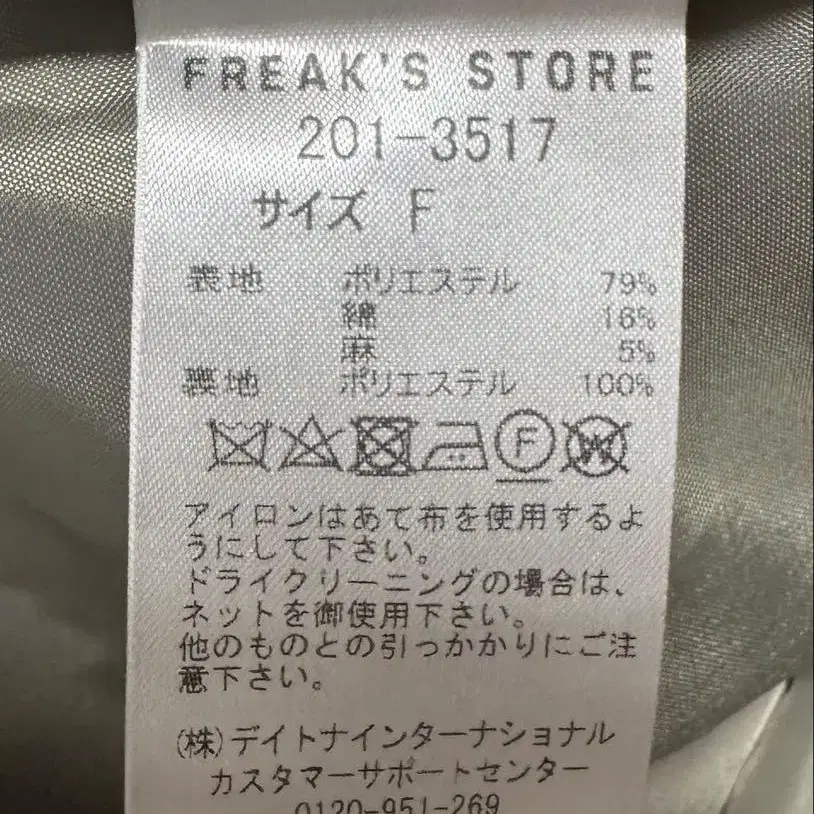 FREAK'S STORE
201-3517
サイズ F
表地 ポリエステル 79%
綿 16%
麻 5%
裏地 ポリエステル 100%
F W
アイロンはあて布を使用するよ
うにして下さい。
ドライクリーニングの場合は、
ネットを御使用下さい。
他のものとの引っかかりにご注
意下さい。
(株)デイトナインターナショナル
カスタマーサポートセンター
0120-951-269